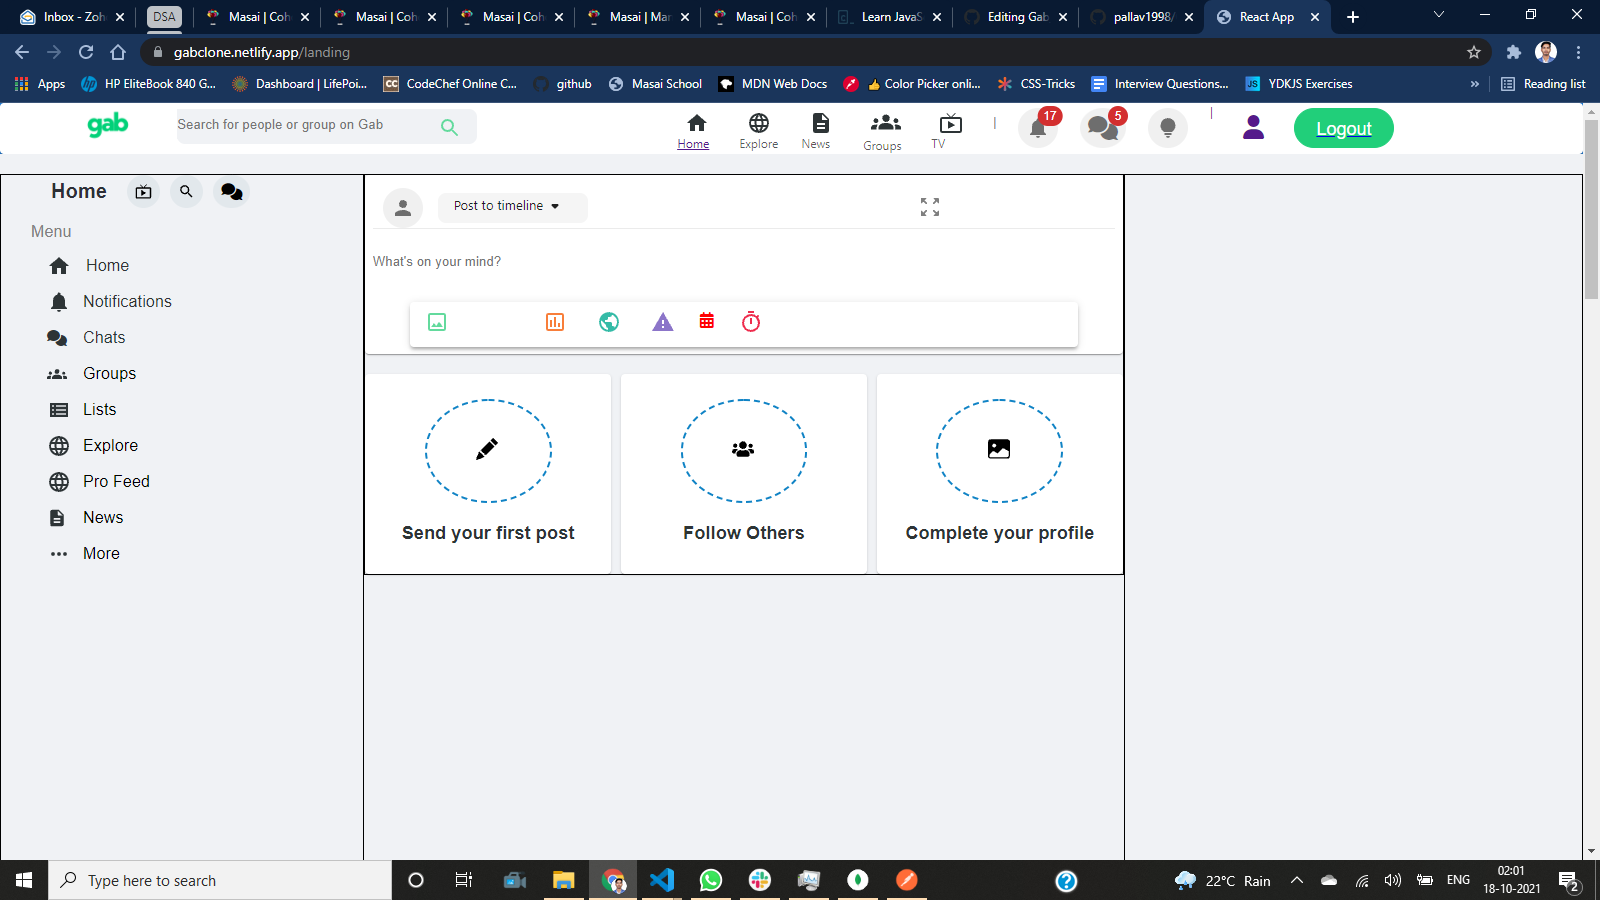 Inbox - Zoh
DSA
Masai | Coh
Masai | Coh
Masai | Coh
Masai | Mar
Masai | Coh
Learn JavaS
Editing Gab
pallav1998/
React App
gabclone.netlify.app/landing
Apps
HP EliteBook 840 G...
Dashboard | LifePoi...
CC CodeChef Online C...
github
Masai School
MDN Web Docs
👍 Color Picker onli...
CSS-Tricks
Interview Questions...
JS YDKJS Exercises
»
Reading list
gab
Search for people or group on Gab
Home
Explore
News
Groups
TV
|
17
5
|
Logout
Home
Menu
Home
Notifications
Chats
Groups
Lists
Explore
Pro Feed
News
More
Post to timeline
What's on your mind?
Send your first post
Follow Others
Complete your profile
Type here to search
22°C Rain
ENG
02:01
18-10-2021
2